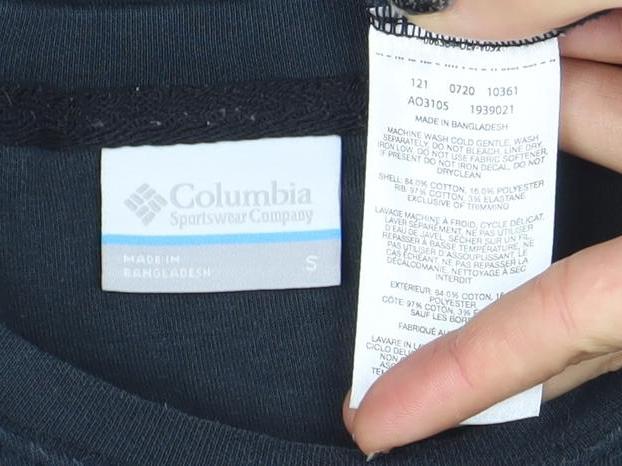 Columbia
Sportswear Company
MADE IN
BANGLADESH
S
121 0720 10361
AO3105 1939021
MADE IN BANGLADESH
MACHINE WASH COLD GENTLE, WASH
SEPARATELY, DO NOT BLEACH, LINE DRY,
IRON LOW, DO NOT USE FABRIC SOFTENER,
IF PRESENT DO NOT IRON DECAL, DO NOT
DRYCLEAN
SHELL: 84.0% COTTON, 16.0% POLYESTER
RIB: 97% COTTON, 3% ELASTANE
EXCLUSIVE OF TRIMMING
LAVAGE MACHINE À FROID, CYCLE DÉLICAT,
LAVER SÉPARÉMENT, NE PAS UTILISER
D'EAU DE JAVEL, SÉCHER SUR UN FIL,
REPASSER À BASSE TEMPÉRATURE, NE
PAS UTILISER D'ASSOUPLISSANT, LE
CAS ÉCHÉANT, NE PAS REPASSER LA
DÉCALCOMANIE, NETTOYAGE À SEC
INTERDIT
EXTÉRIEUR: 84.0% COTON,
POLYESTER
CÔTE: 97% COTON, 3%
SAUF LES
FABRIQUÉ AU
LAVARE IN
CICLO
NON